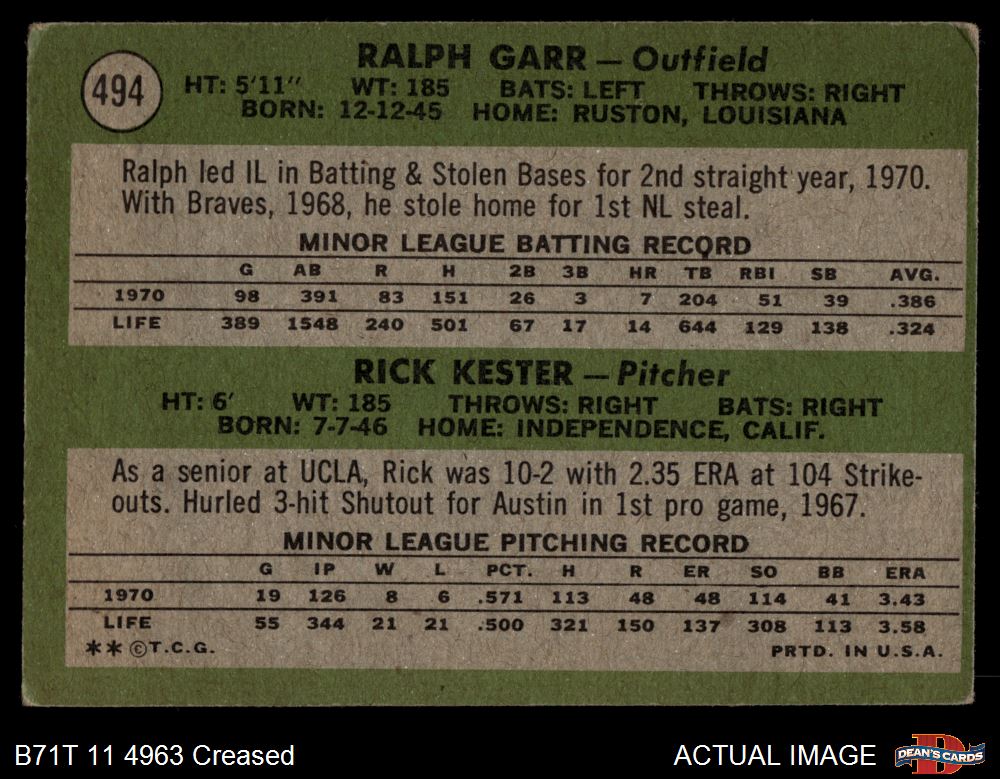 494
RALPH GARR — Outfield
HT: 5'11" WT: 185 BATS: LEFT THROWS: RIGHT
BORN: 12-12-45 HOME: RUSTON, LOUISIANA
Ralph led IL in Batting & Stolen Bases for 2nd straight year, 1970.
With Braves, 1968, he stole home for 1st NL steal.
MINOR LEAGUE BATTING RECORD
G AB R H 2B 3B HR TB RBI SB AVG.
1970 98 391 83 151 26 3 7 204 51 39 .386
LIFE 389 1548 240 501 67 17 14 644 129 138 .324
RICK KESTER — Pitcher
HT: 6' WT: 185 THROWS: RIGHT BATS: RIGHT
BORN: 7-7-46 HOME: INDEPENDENCE, CALIF.
As a senior at UCLA, Rick was 10-2 with 2.35 ERA at 104 Strike-
outs. Hurled 3-hit Shutout for Austin in 1st pro game, 1967.
MINOR LEAGUE PITCHING RECORD
G IP W L PCT. H R ER SO BB ERA
1970 19 126 8 6 .571 113 48 48 114 41 3.43
LIFE 55 344 21 21 .500 321 150 137 308 113 3.58
** ©T.C.G. PRTD. IN U.S.A.
B71T 11 4963 Creased ACTUAL IMAGE DEAN'S CARDS